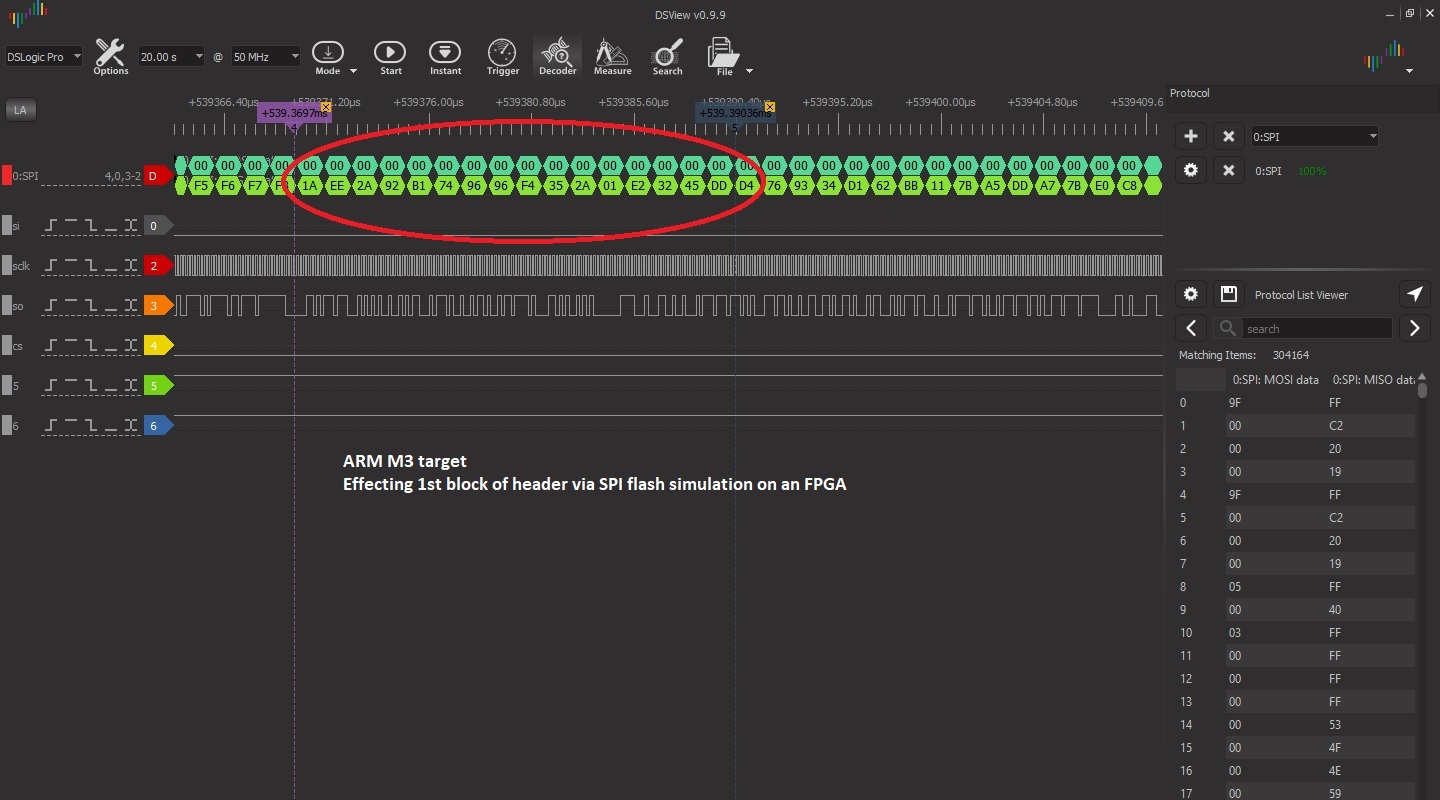 DSView v0.9.9
DSLogic Pro
Options
20.00 s
@
50 MHz
Mode
Start
Instant
Trigger
Decoder
Measure
Search
File
LA
+539366.40µs
+539376.00µs
+539380.80µs
+539385.60µs
+539395.20µs
+539400.00µs
+539404.80µs
+539409.6
+539.3697ms
+539.39036ms
4
5
0:SPI 4,0,3-2 D
00 00 00 00 00 00 00 00 00 00 00 00 00 00 00 00 00 00 00 00 00 00 00 00 00 00 00 00 00 00 00 00 00 00 00
F5 F6 F7 1A EE 2A 92 B1 74 96 96 F4 35 2A 01 E2 32 45 DD D4 76 93 34 D1 62 BB 11 7B A5 DD A7 7B E0 C8
si 0
sclk 2
so 3
cs 4
5 5
6 6
ARM M3 target
Effecting 1st block of header via SPI flash simulation on an FPGA
Protocol
0:SPI
0:SPI 100%
Protocol List Viewer
search
Matching Items: 304164
0:SPI: MOSI data 0:SPI: MISO data
0 9F FF
1 00 C2
2 00 20
3 00 19
4 9F FF
5 00 C2
6 00 20
7 00 19
8 05 FF
9 00 40
10 03 FF
11 00 FF
12 00 FF
13 00 FF
14 00 53
15 00 4F
16 00 4E
17 00 59